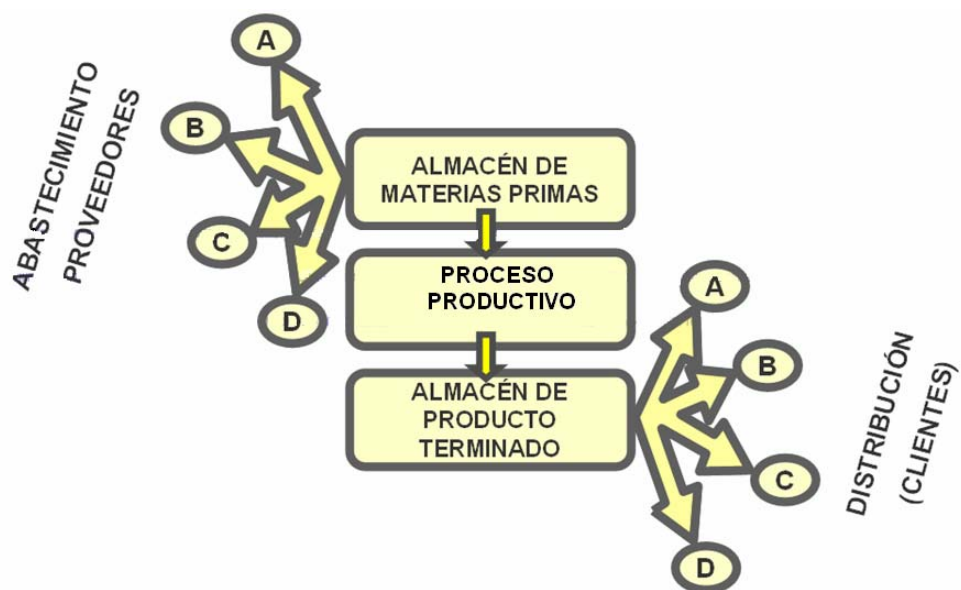 ABASTECIMIENTO
PROVEEDORES
A
B
C
D
ALMACÉN DE
MATERIAS PRIMAS
PROCESO
PRODUCTIVO
ALMACÉN DE
PRODUCTO
TERMINADO
A
B
C
D
DISTRIBUCIÓN
(CLIENTES)